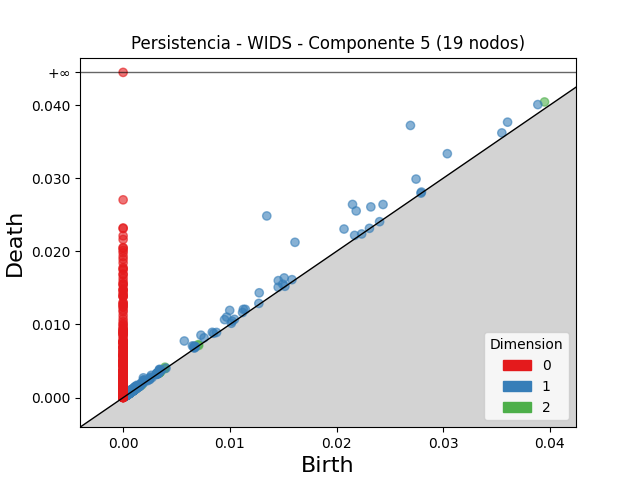 Persistencia - WIDS - Componente 5 (19 nodos)
+∞
0.040
0.030
0.020
0.010
0.000
Death
0.00 0.01 0.02 0.03 0.04
Birth
Dimension
0
1
2